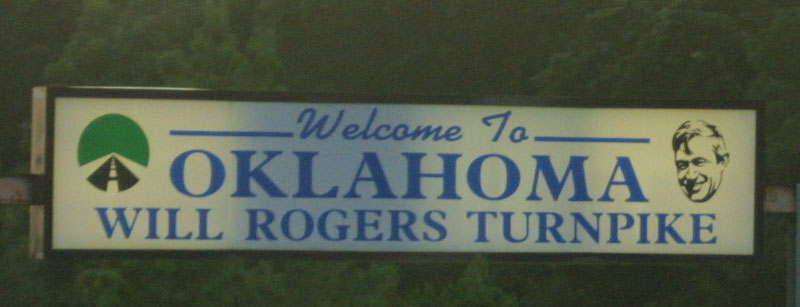 Welcome To
OKLAHOMA
WILL ROGERS TURNPIKE